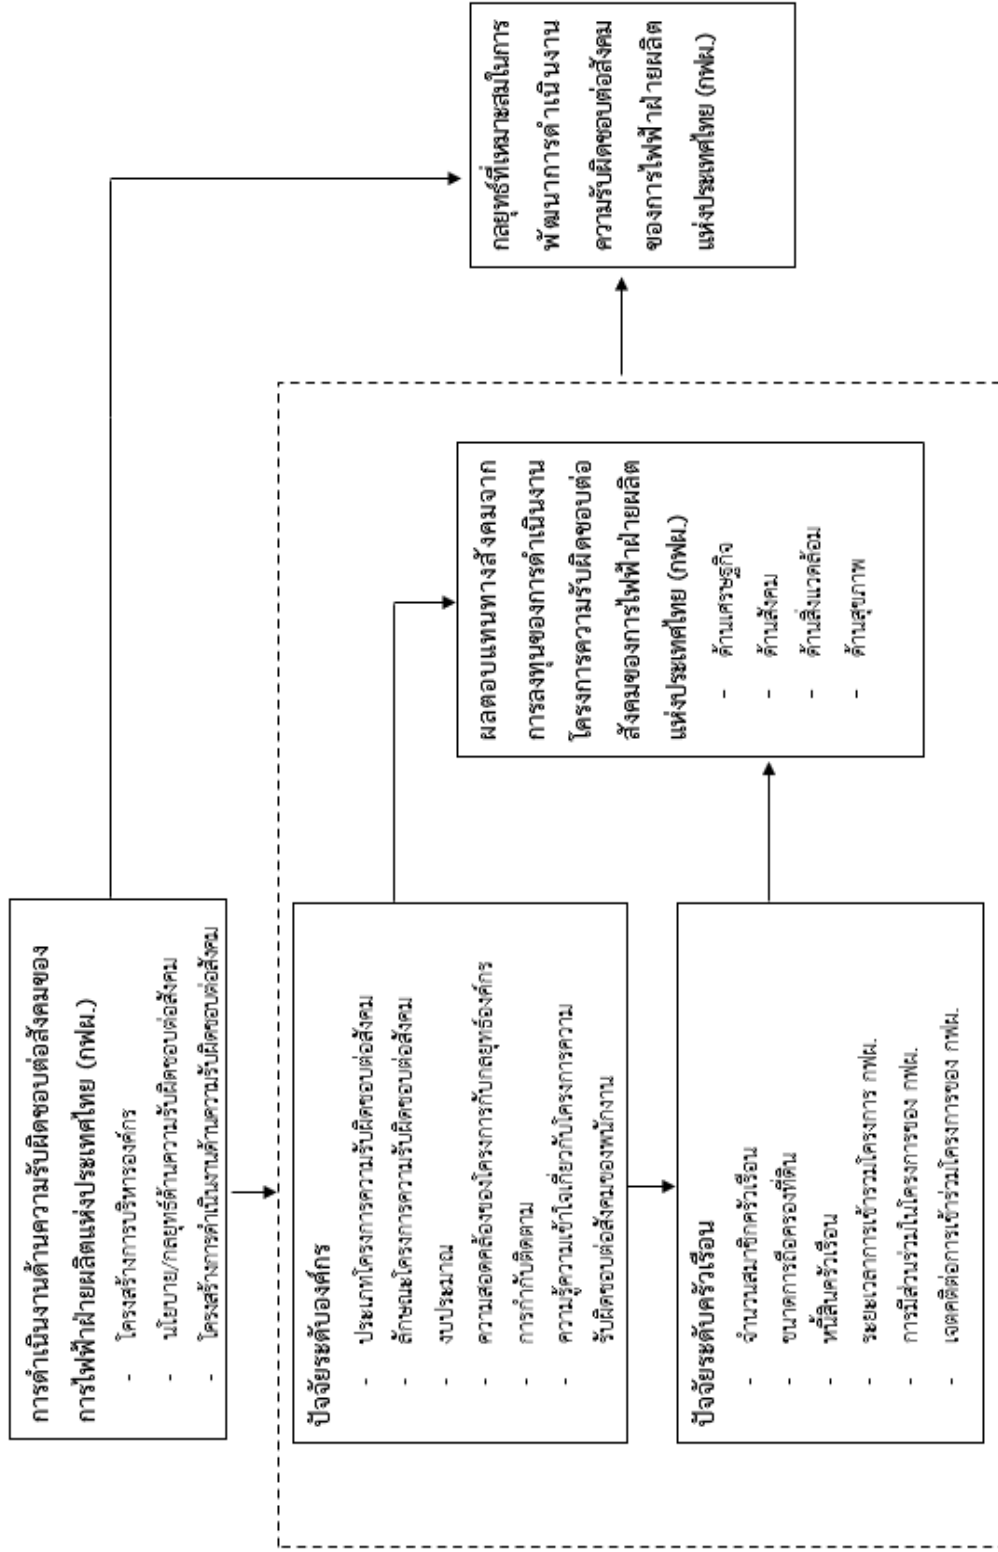 การดำเนินงานด้านความรับผิดชอบต่อสังคมของ
การไฟฟ้าฝ่ายผลิตแห่งประเทศไทย (กฟผ.)
- โครงสร้างการบริหารองค์กร
- นโยบาย/กลยุทธ์ด้านความรับผิดชอบต่อสังคม
- โครงสร้างการดำเนินงานด้านความรับผิดชอบต่อสังคม
ปัจจัยระดับองค์กร
- ประเภทโครงการความรับผิดชอบต่อสังคม
- ลักษณะโครงการความรับผิดชอบต่อสังคม
- งบประมาณ
- ความสอดคล้องของโครงการกับกลยุทธ์องค์กร
- การกำกับติดตาม
- ความรู้ความเข้าใจเกี่ยวกับโครงการความ
รับผิดชอบต่อสังคมของพนักงาน
ปัจจัยระดับครัวเรือน
- จำนวนสมาชิกครัวเรือน
- ขนาดการถือครองที่ดิน
- หนี้สินครัวเรือน
- ระยะเวลาการเข้าร่วมโครงการ กฟผ.
- การมีส่วนร่วมในโครงการของ กฟผ.
- เจตคติต่อการเข้าร่วมโครงการของ กฟผ.
ผลตอบแทนทางสังคมจาก
การลงทุนของการดำเนินงาน
โครงการความรับผิดชอบต่อ
สังคมของการไฟฟ้าฝ่ายผลิต
แห่งประเทศไทย (กฟผ.)
- ด้านเศรษฐกิจ
- ด้านสังคม
- ด้านสิ่งแวดล้อม
- ด้านสุขภาพ
กลยุทธ์ที่เหมาะสมในการ
พัฒนาการดำเนินงาน
ความรับผิดชอบต่อสังคม
ของการไฟฟ้าฝ่ายผลิต
แห่งประเทศไทย (กฟผ.)